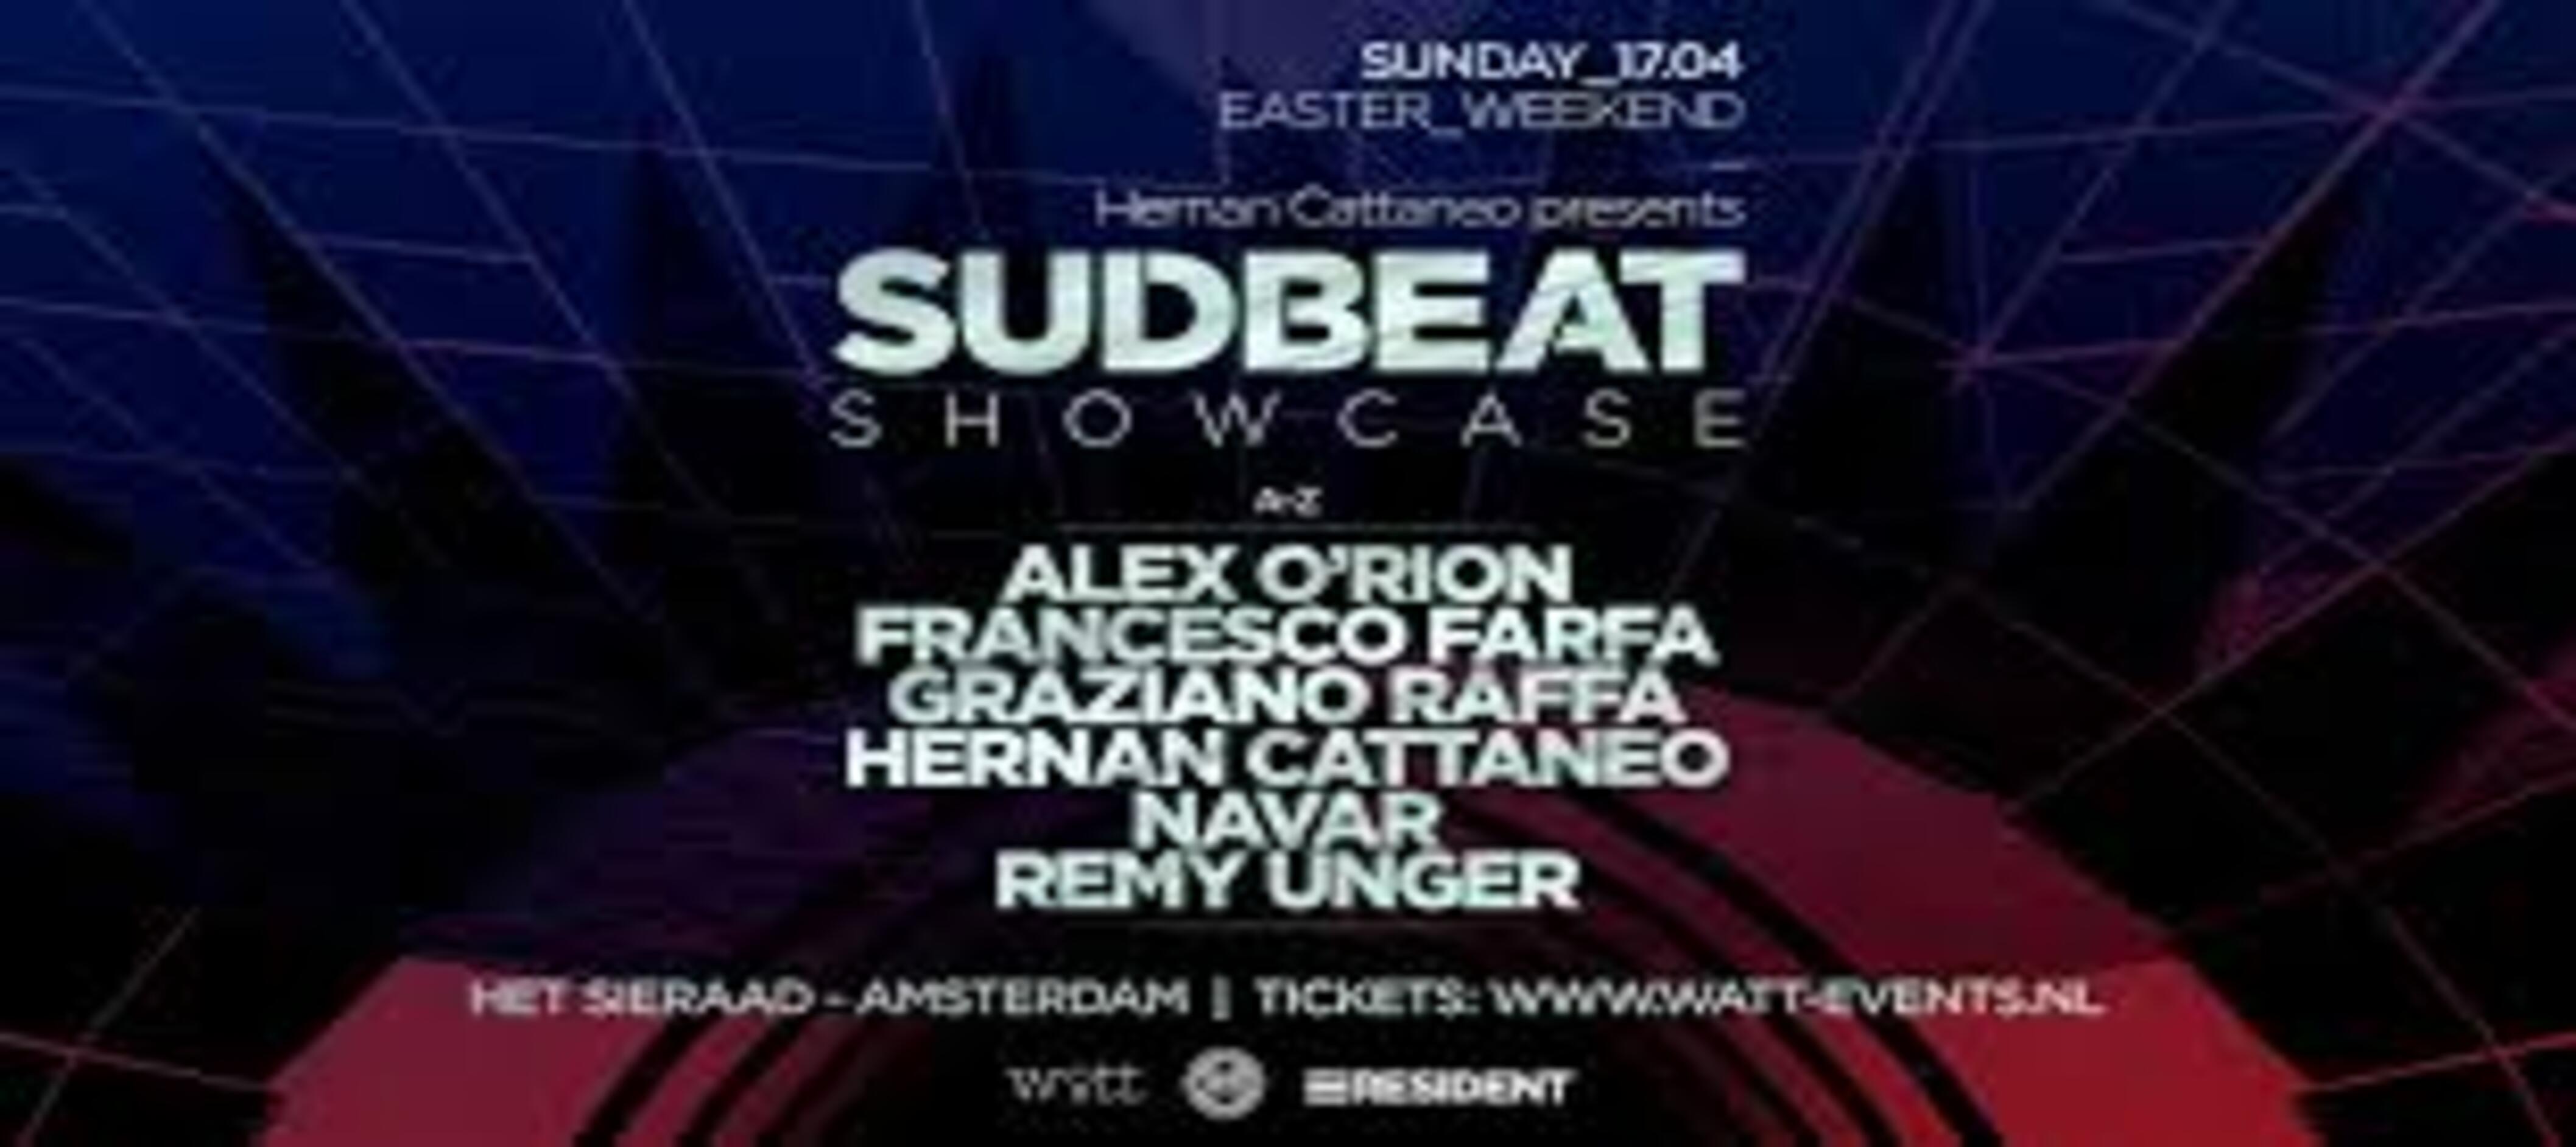 SUNDAY_17.04
EASTER_WEEKEND
Hernan Cattaneo presents
SUDBEAT
SHOWCASE
A-Z
ALEX O'RION
FRANCESCO FARFA
GRAZIANO RAFFA
HERNAN CATTANEO
NAVAR
REMY UNGER
HET SIERAAD - AMSTERDAM | TICKETS: WWW.WATT-EVENTS.NL
watt
RESIDENT